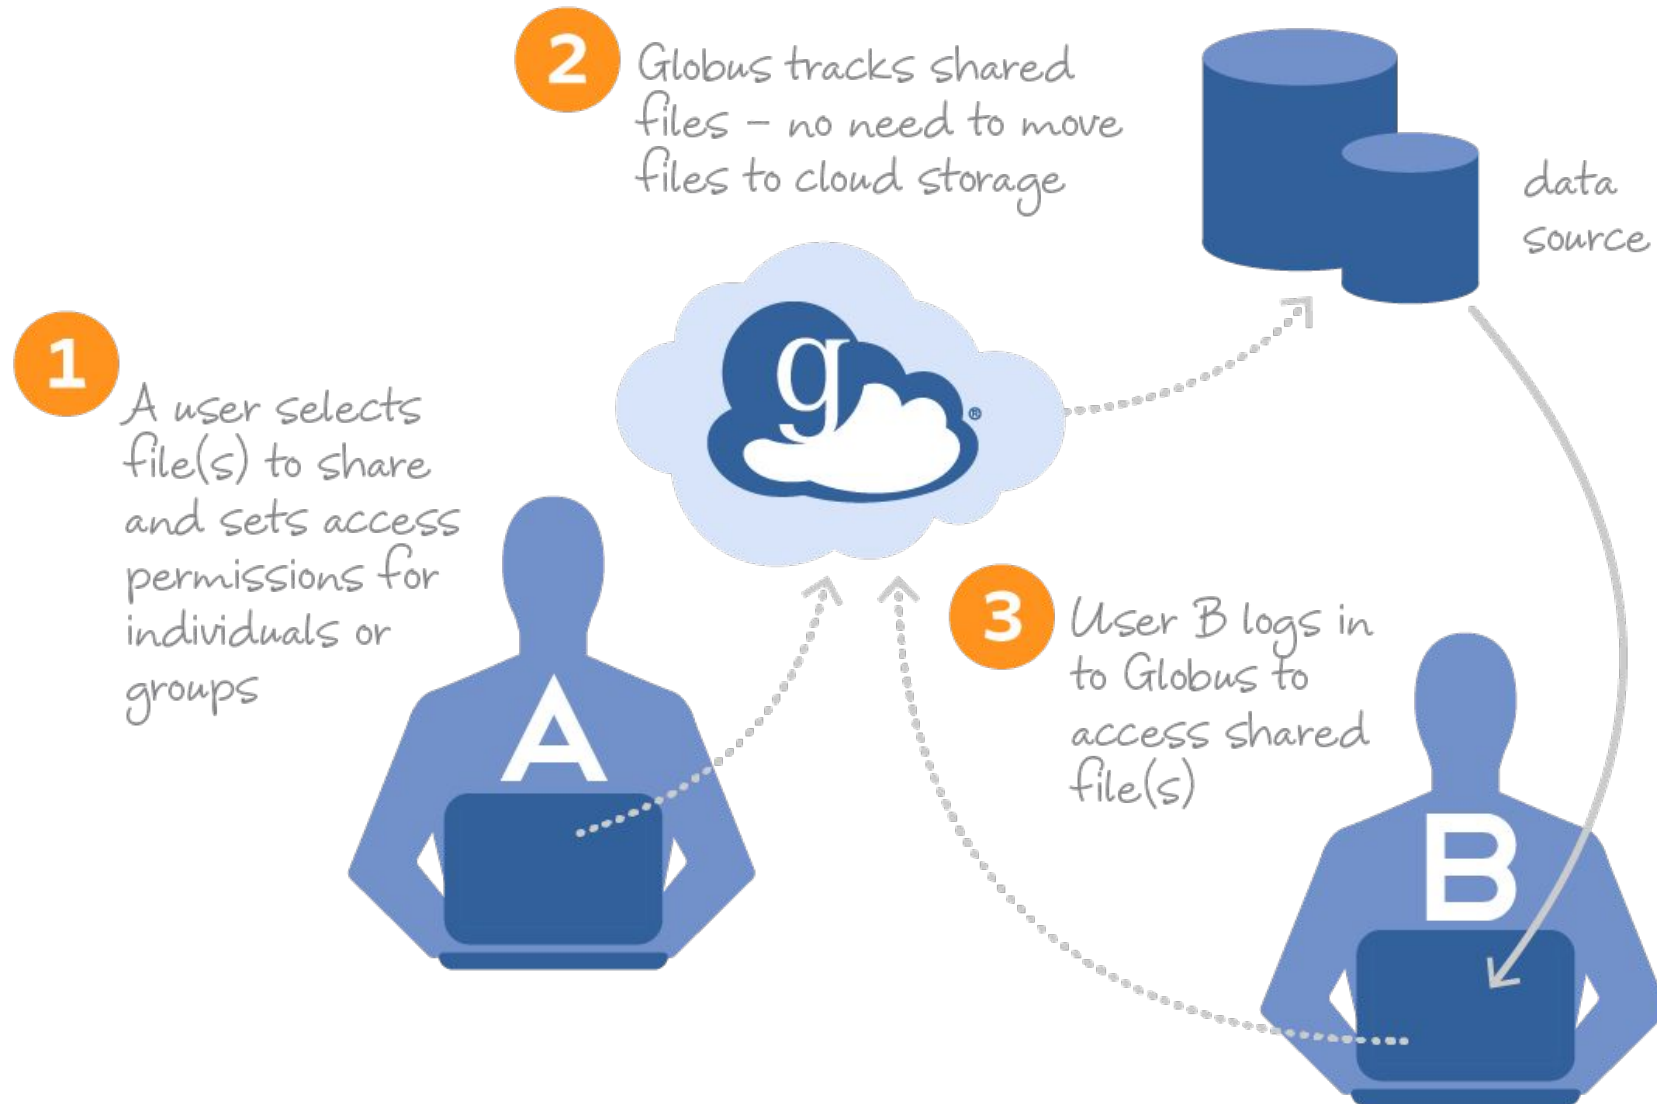 1
A user selects
file(s) to share
and sets access
permissions for
individuals or
groups
2
Globus tracks shared
files – no need to move
files to cloud storage
data
source
g
®
3
User B logs in
to Globus to
access shared
file(s)
A
B